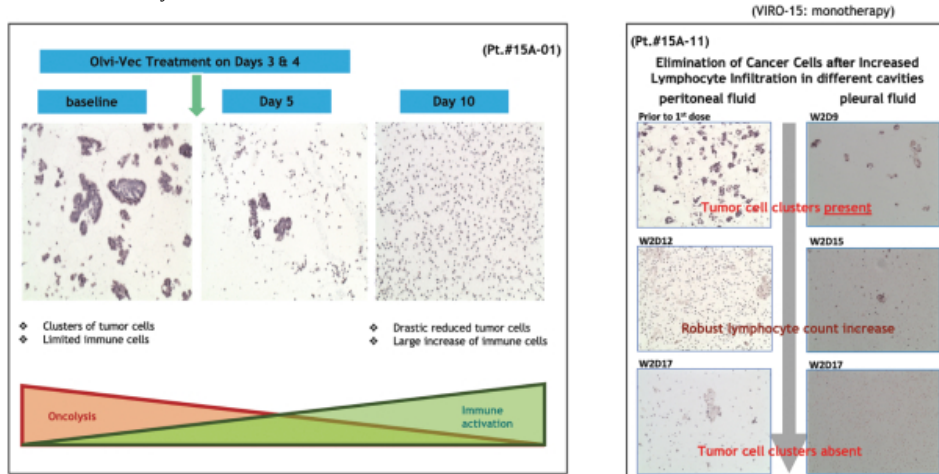 (Pt.#15A-01)
Olvi-Vec Treatment on Days 3 & 4
baseline
Day 5
Day 10
❖ Clusters of tumor cells
❖ Limited immune cells
❖ Drastic reduced tumor cells
❖ Large increase of immune cells
Oncolysis
Immune
activation
(VIRO-15: monotherapy)
(Pt.#15A-11)
Elimination of Cancer Cells after Increased
Lymphocyte Infiltration in different cavities
peritoneal fluid
pleural fluid
Prior to 1st dose
W2D9
Tumor cell clusters present
W2D12
W2D15
Robust lymphocyte count increase
W2D17
W2D17
Tumor cell clusters absent